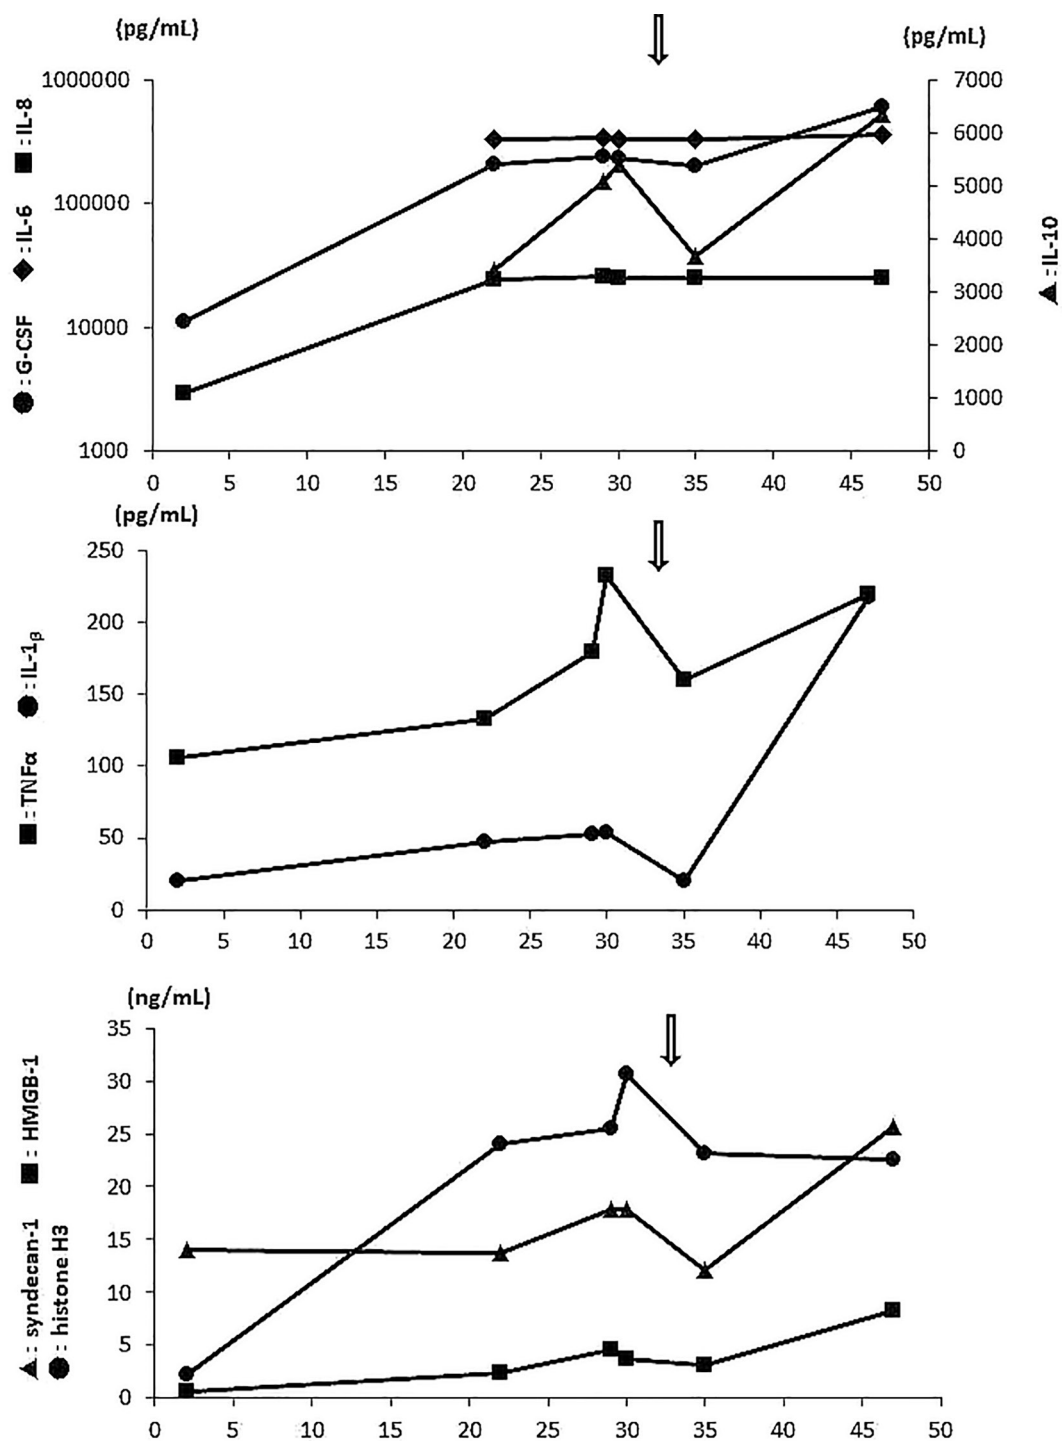 (pg/mL)
(pg/mL)
: G-CSF : IL-6 : IL-8
1000000
100000
10000
1000
7000
6000
5000
4000
3000
2000
1000
0
: IL-10
0 5 10 15 20 25 30 35 40 45 50
(pg/mL)
: TNFα : IL-1β
250
200
150
100
50
0
0 5 10 15 20 25 30 35 40 45 50
(ng/mL)
: syndecan-1 : HMGB-1
: histone H3
35
30
25
20
15
10
5
0
0 5 10 15 20 25 30 35 40 45 50